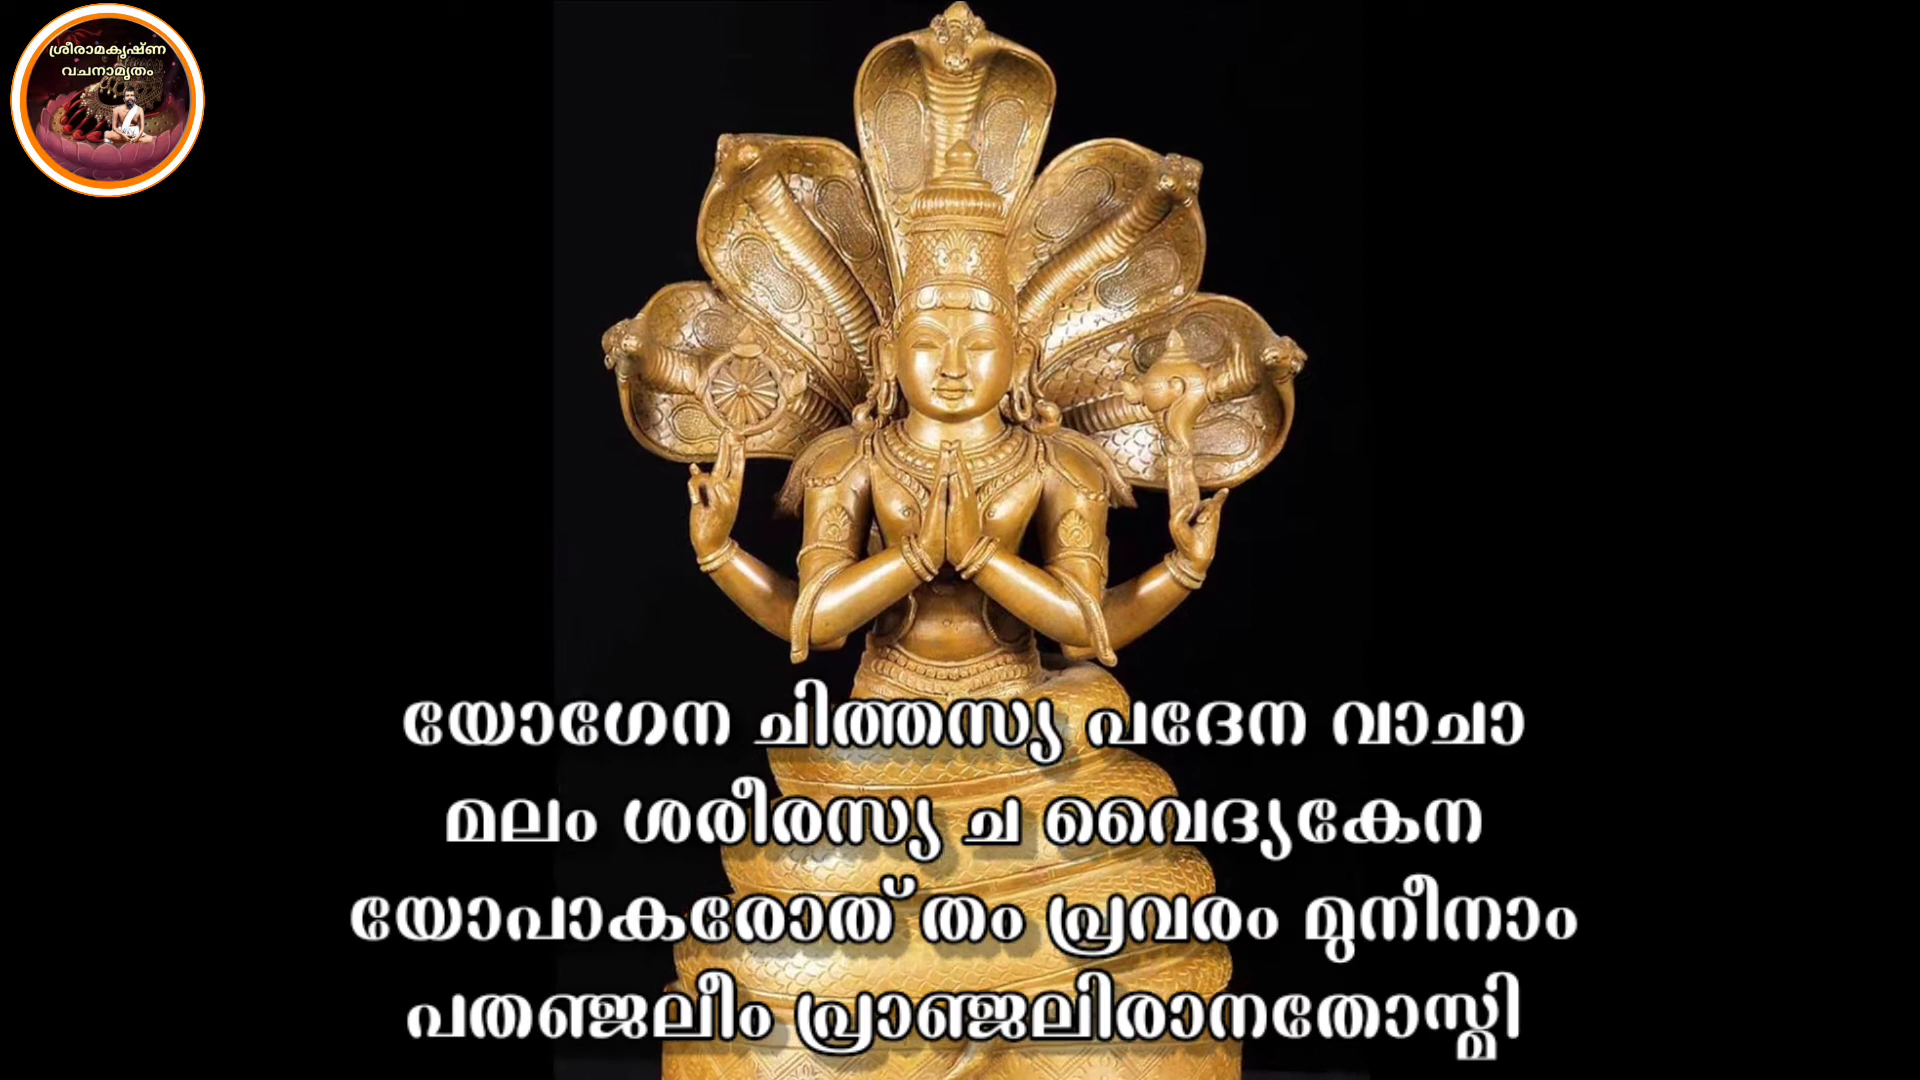 ശ്രീരാമകൃഷ്ണ
വചനാമൃതം
യോഗേന ചിത്തസ്യ പദേന വാചാ
മലം ശരീരസ്യ ച വൈദ്യകേന
യോപാകരോത് തം പ്രവരം മുനീനാം
പതഞ്ജലീം പ്രാഞ്ജലിരാനതോസ്മി